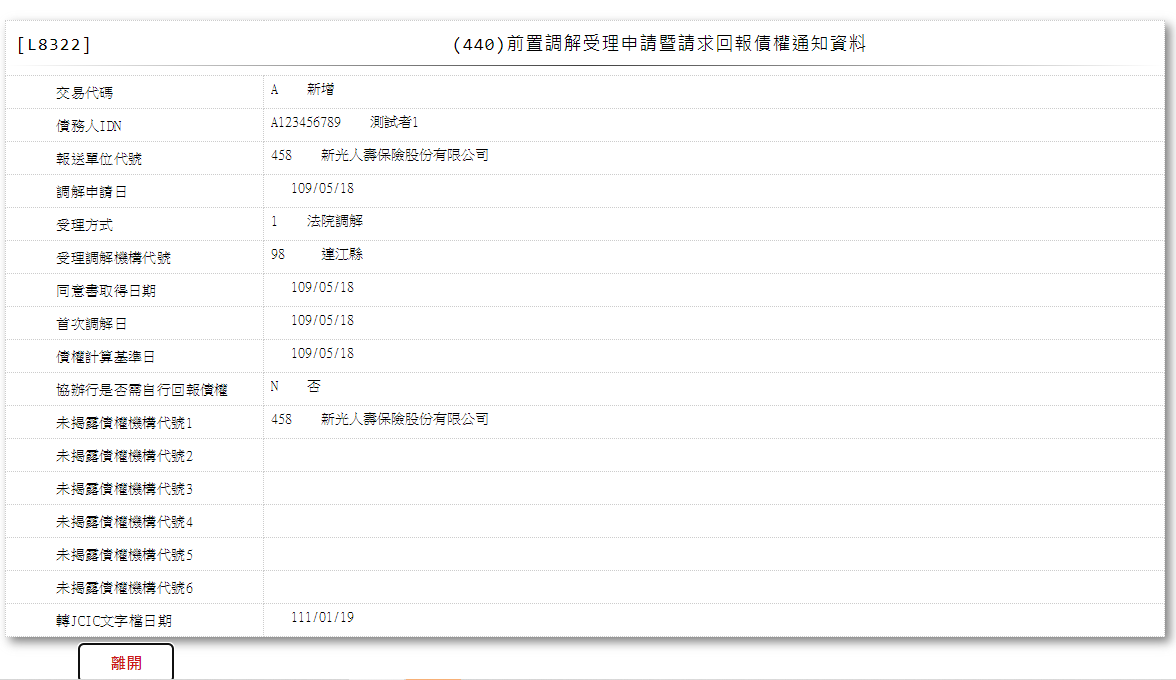 [L8322] (440)前置調解受理申請暨請求回報債權通知資料
交易代碼 A 新增
債務人IDN A123456789 測試者1
報送單位代號 458 新光人壽保險股份有限公司
調解申請日 109/05/18
受理方式 1 法院調解
受理調解機構代號 98 連江縣
同意書取得日期 109/05/18
首次調解日 109/05/18
債權計算基準日 109/05/18
協辦行是否需自行回報債權 N 否
未揭露債權機構代號1 458 新光人壽保險股份有限公司
未揭露債權機構代號2
未揭露債權機構代號3
未揭露債權機構代號4
未揭露債權機構代號5
未揭露債權機構代號6
轉JCIC文字檔日期 111/01/19
離開